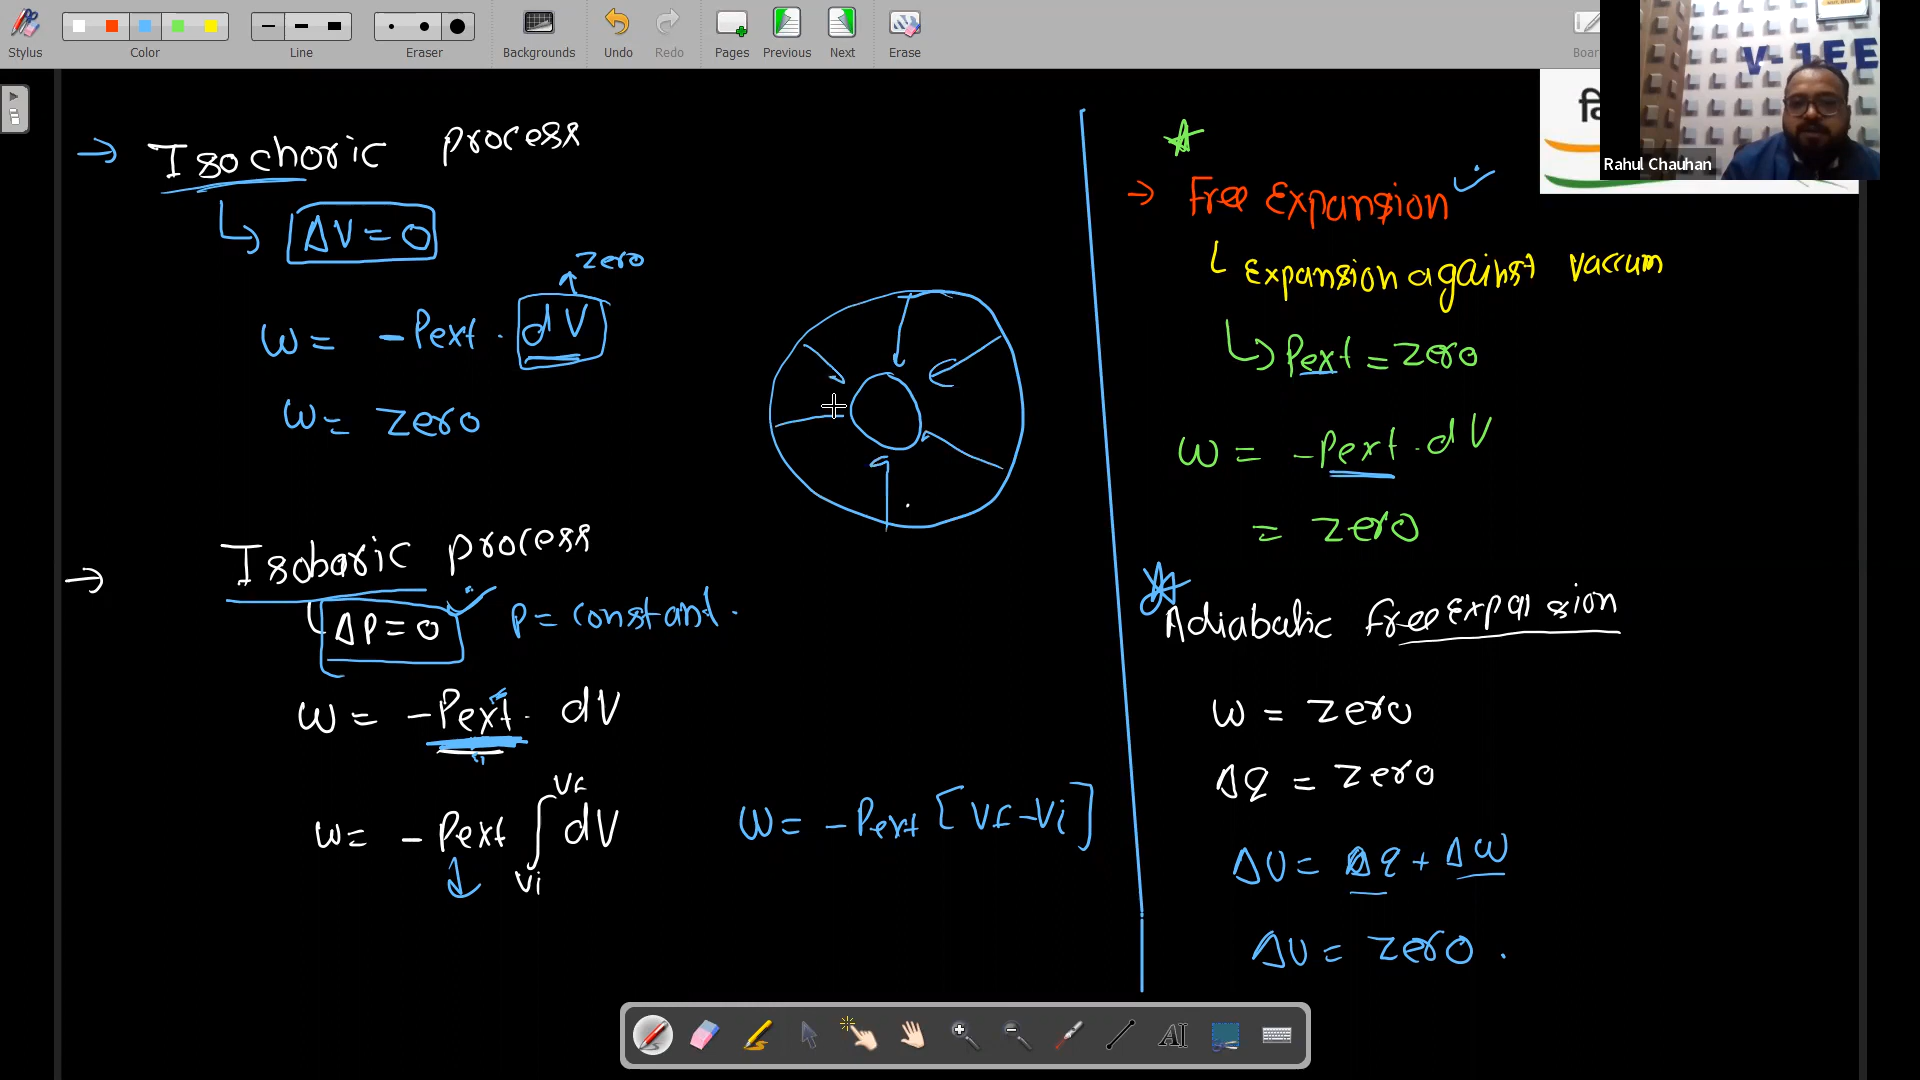 Stylus Color Line Eraser Backgrounds Undo Redo Pages Previous Next Erase
V-JEE
Rahul Chauhan
→ Isochoric process
↳ ΔV = 0
zero
w = -Pext . dV
w = zero
→ Isobaric process
ΔP = 0 ✓ P = constant.
w = -Pext. dV
w = -Pext ∫ dV
Vf
Vi
w = -Pext [Vf - Vi]
→ Free Expansion ✓
Expansion against vaccum
↳ Pext = zero
w = -Pext . dV
= zero
Adiabatic free expansion
w = zero
Δq = zero
ΔU = Δq + Δw
ΔU = zero .